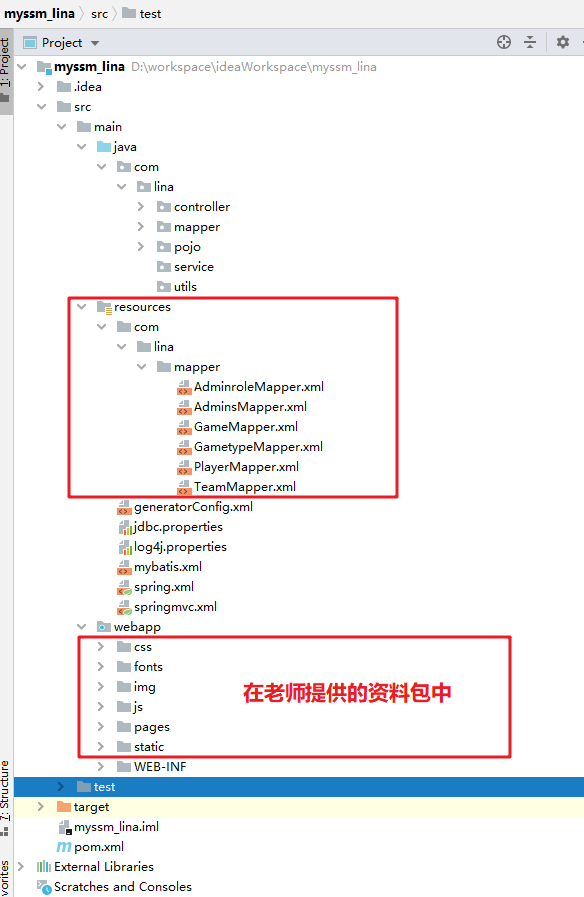 myssm_lina src test
1: Project
Project
myssm_lina D:\workspace\ideaWorkspace\myssm_lina
.idea
src
main
java
com
lina
controller
mapper
pojo
service
utils
resources
com
lina
mapper
AdminroleMapper.xml
AdminsMapper.xml
GameMapper.xml
GametypeMapper.xml
PlayerMapper.xml
TeamMapper.xml
generatorConfig.xml
jdbc.properties
log4j.properties
mybatis.xml
spring.xml
springmvc.xml
webapp
css
fonts
img
在老师提供的资料包中
js
pages
static
WEB-INF
test
7: Structure
target
myssm_lina.iml
pom.xml
vorites
External Libraries
Scratches and Consoles